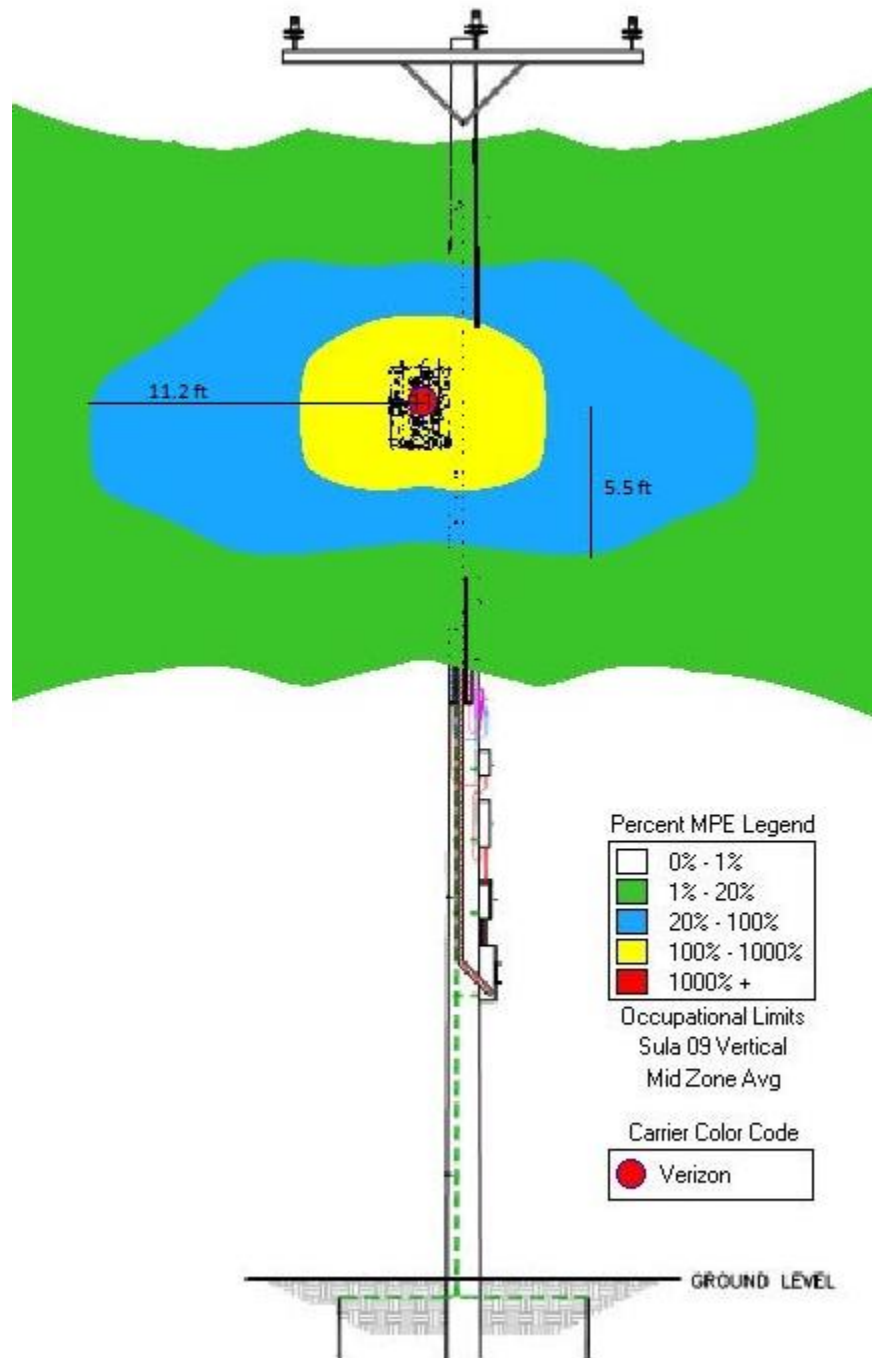 11.2 ft
5.5 ft
Percent MPE Legend
0% - 1%
1% - 20%
20% - 100%
100% - 1000%
1000% +
Occupational Limits
Sula 09 Vertical
Mid Zone Avg
Carrier Color Code
Verizon
GROUND LEVEL